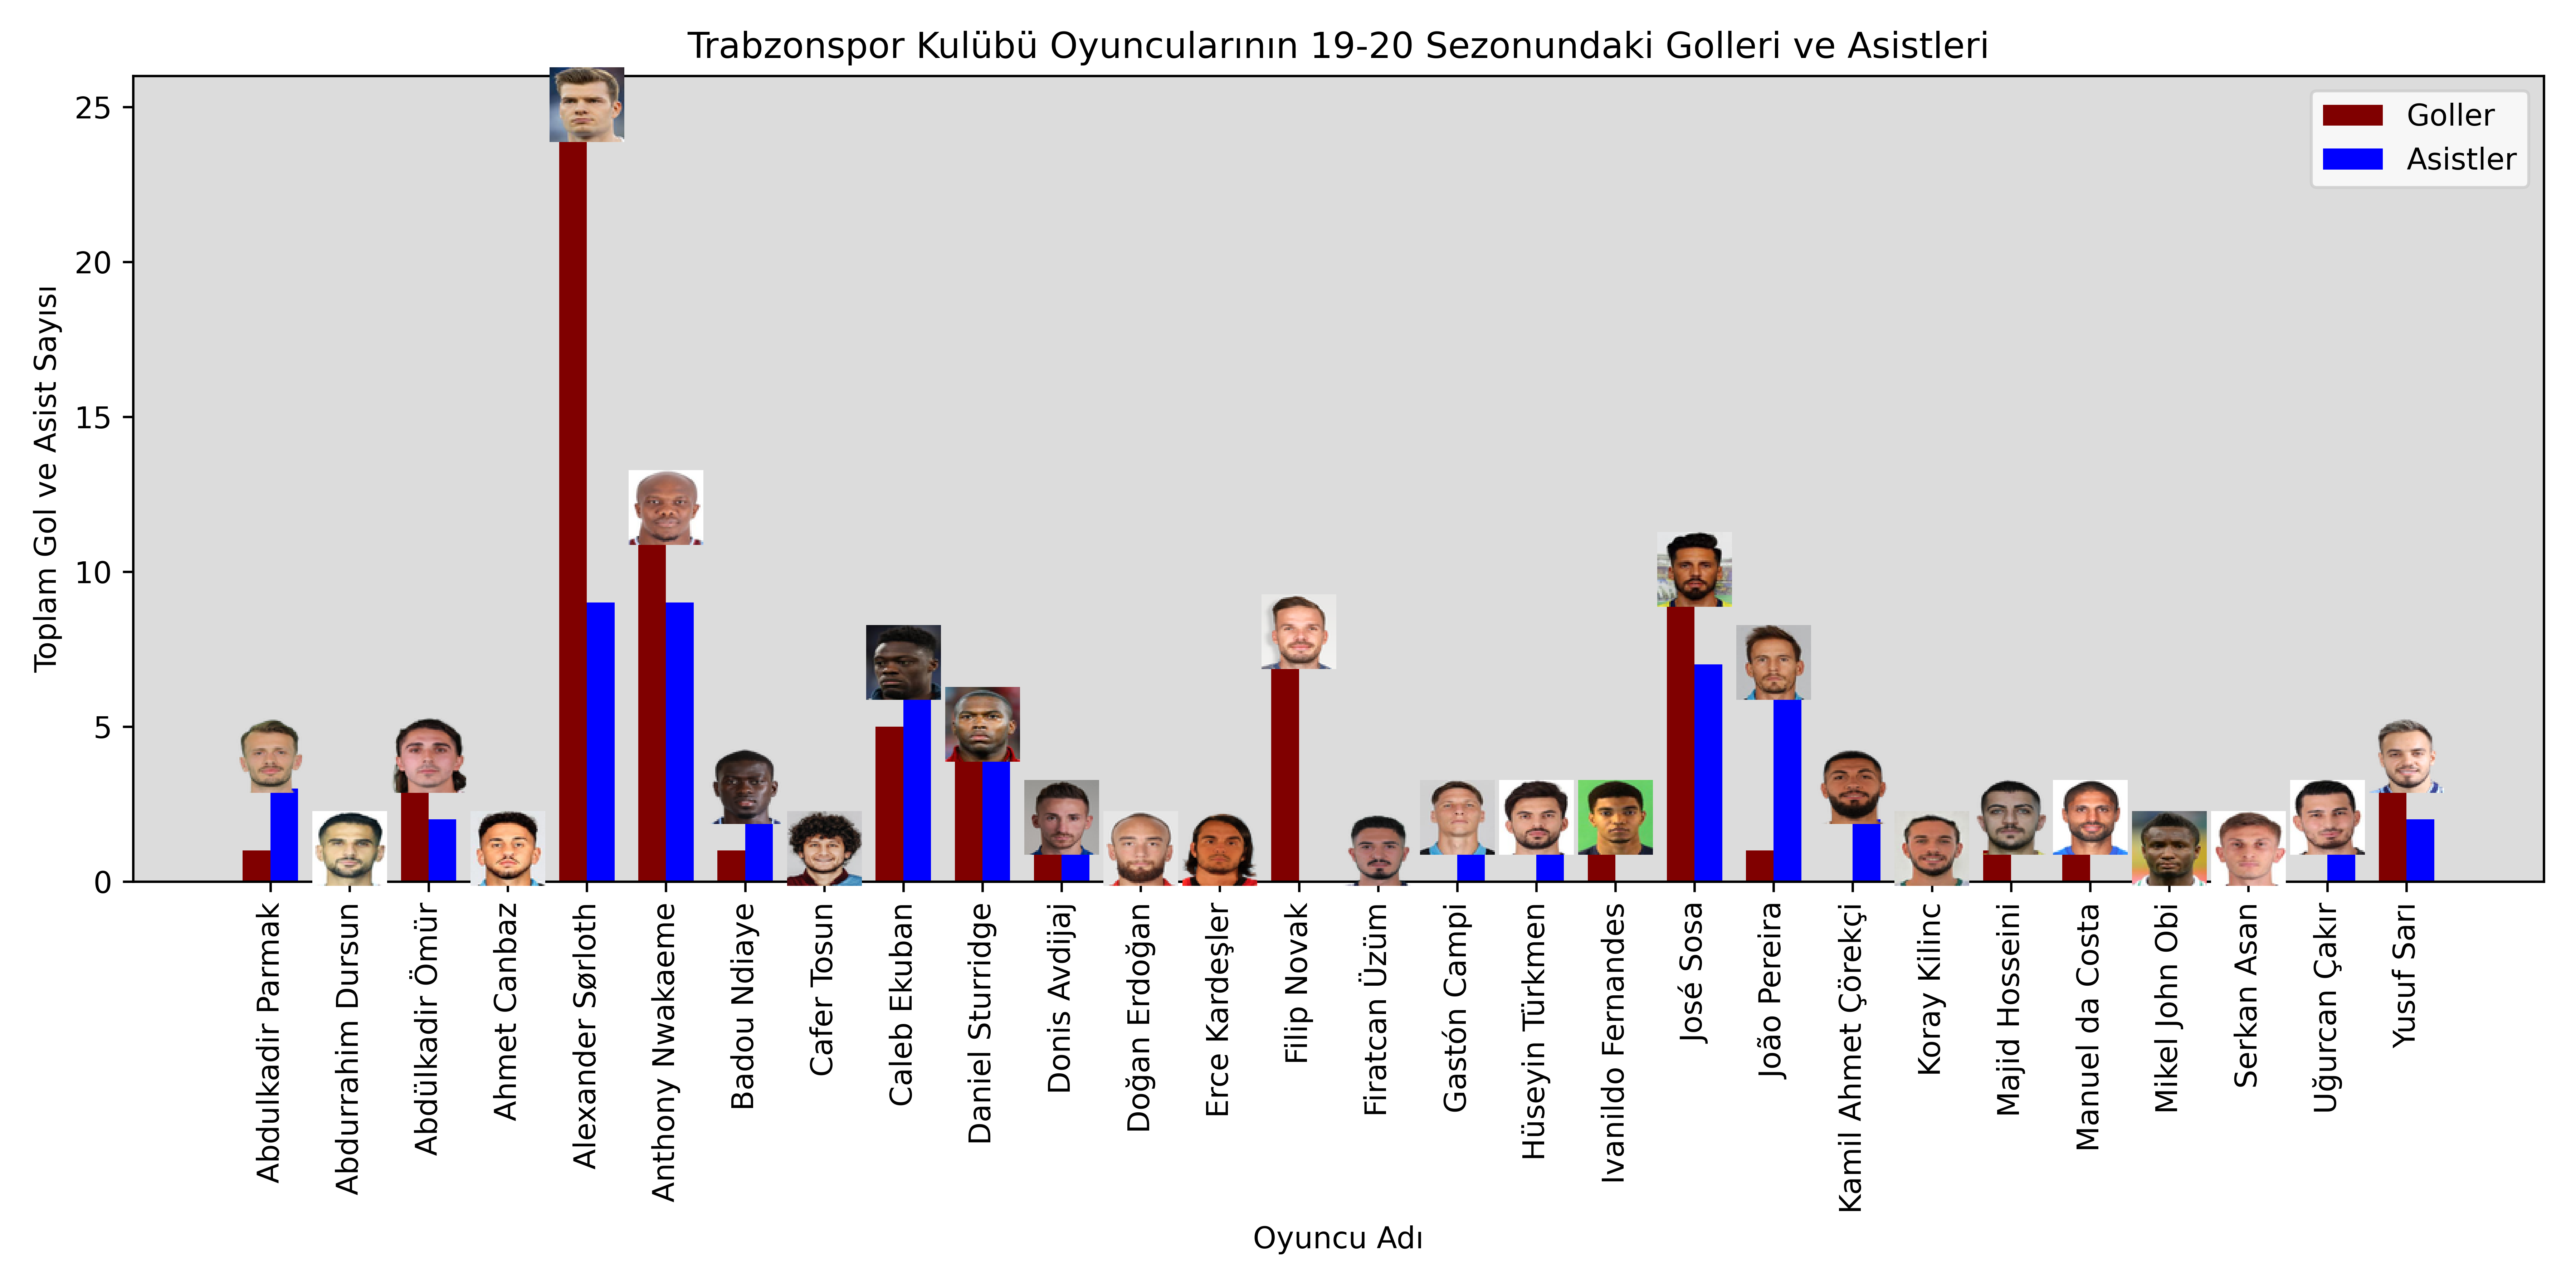 Trabzonspor Kulübü Oyuncularının 19-20 Sezonundaki Golleri ve Asistleri
Goller
Asistler
Toplam Gol ve Asist Sayısı
25
20
15
10
5
0
Abdulkadir Parmak
Abdurrahim Dursun
Abdülkadir Ömür
Ahmet Canbaz
Alexander Sørloth
Anthony Nwakaeme
Badou Ndiaye
Cafer Tosun
Caleb Ekuban
Daniel Sturridge
Donis Avdijaj
Doğan Erdoğan
Erce Kardeşler
Filip Novak
Firatcan Üzüm
Gastón Campi
Hüseyin Türkmen
Ivanildo Fernandes
José Sosa
João Pereira
Kamil Ahmet Çörekçi
Koray Kilinc
Majid Hosseini
Manuel da Costa
Mikel John Obi
Serkan Asan
Uğurcan Çakır
Yusuf Sarı
Oyuncu Adı